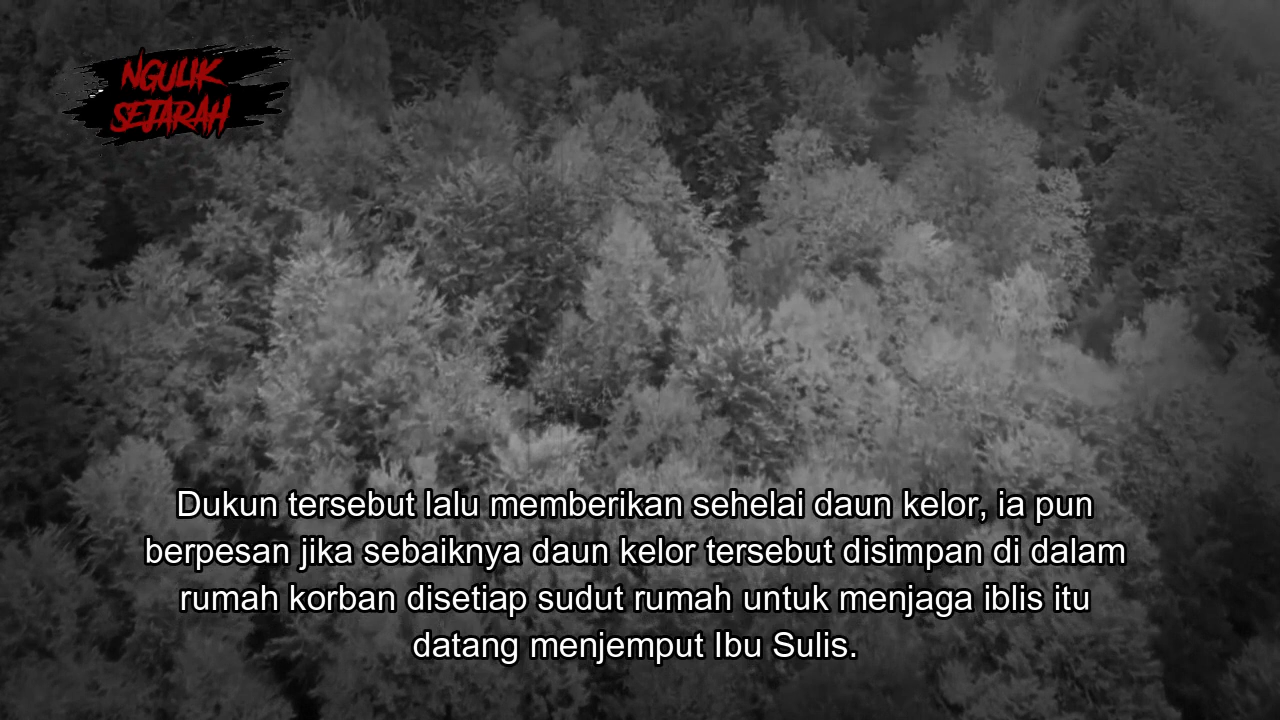 NGULIK
SEJARAH
Dukun tersebut lalu memberikan sehelai daun kelor, ia pun
berpesan jika sebaiknya daun kelor tersebut disimpan di dalam
rumah korban disetiap sudut rumah untuk menjaga iblis itu
datang menjemput Ibu Sulis.